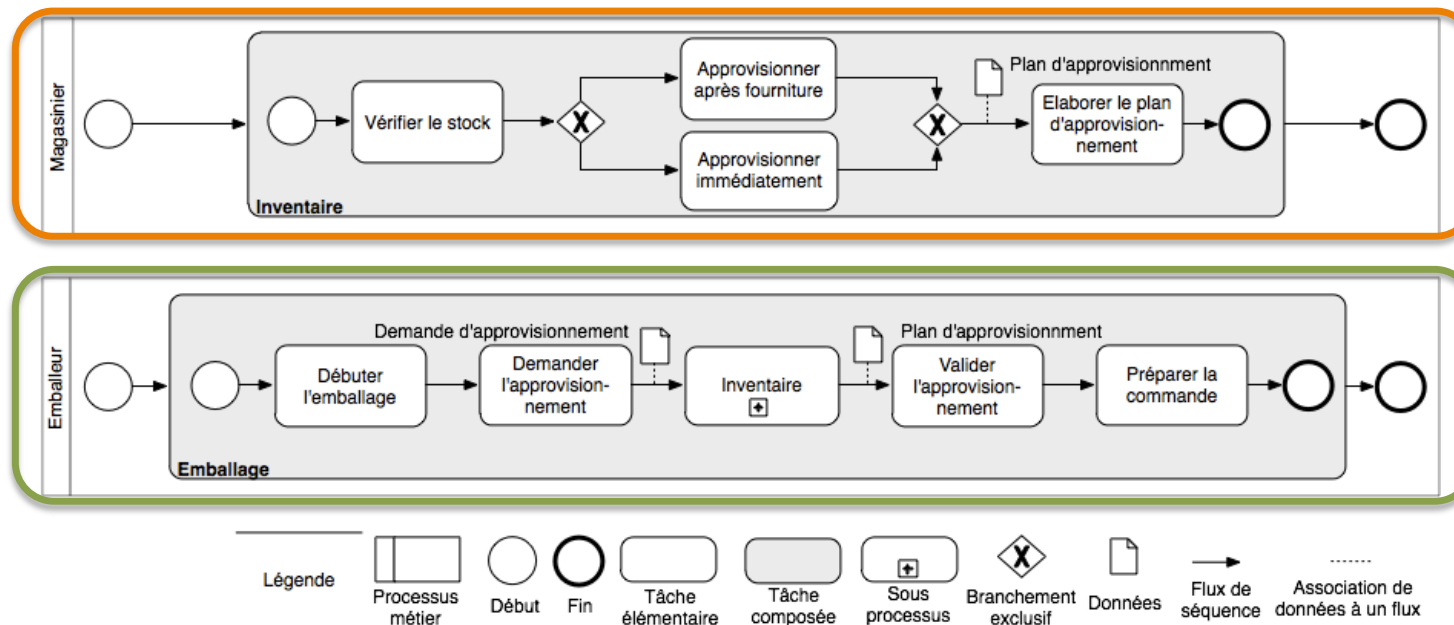 Magasinier
Vérifier le stock
Approvisionner
après fourniture
Approvisionner
immédiatement
Plan d'approvisionnment
Elaborer le plan
d'approvision-
nement
Inventaire
Emballeur
Débuter
l'emballage
Demande d'approvisionnement
Demander
l'approvision-
nement
Inventaire
Plan d'approvisionnment
Valider
l'approvision-
nement
Préparer la
commande
Emballage
Légende
Processus
métier
Début
Fin
Tâche
élémentaire
Tâche
composée
Sous
processus
Branchement
exclusif
Données
Flux de
séquence
Association de
données à un flux